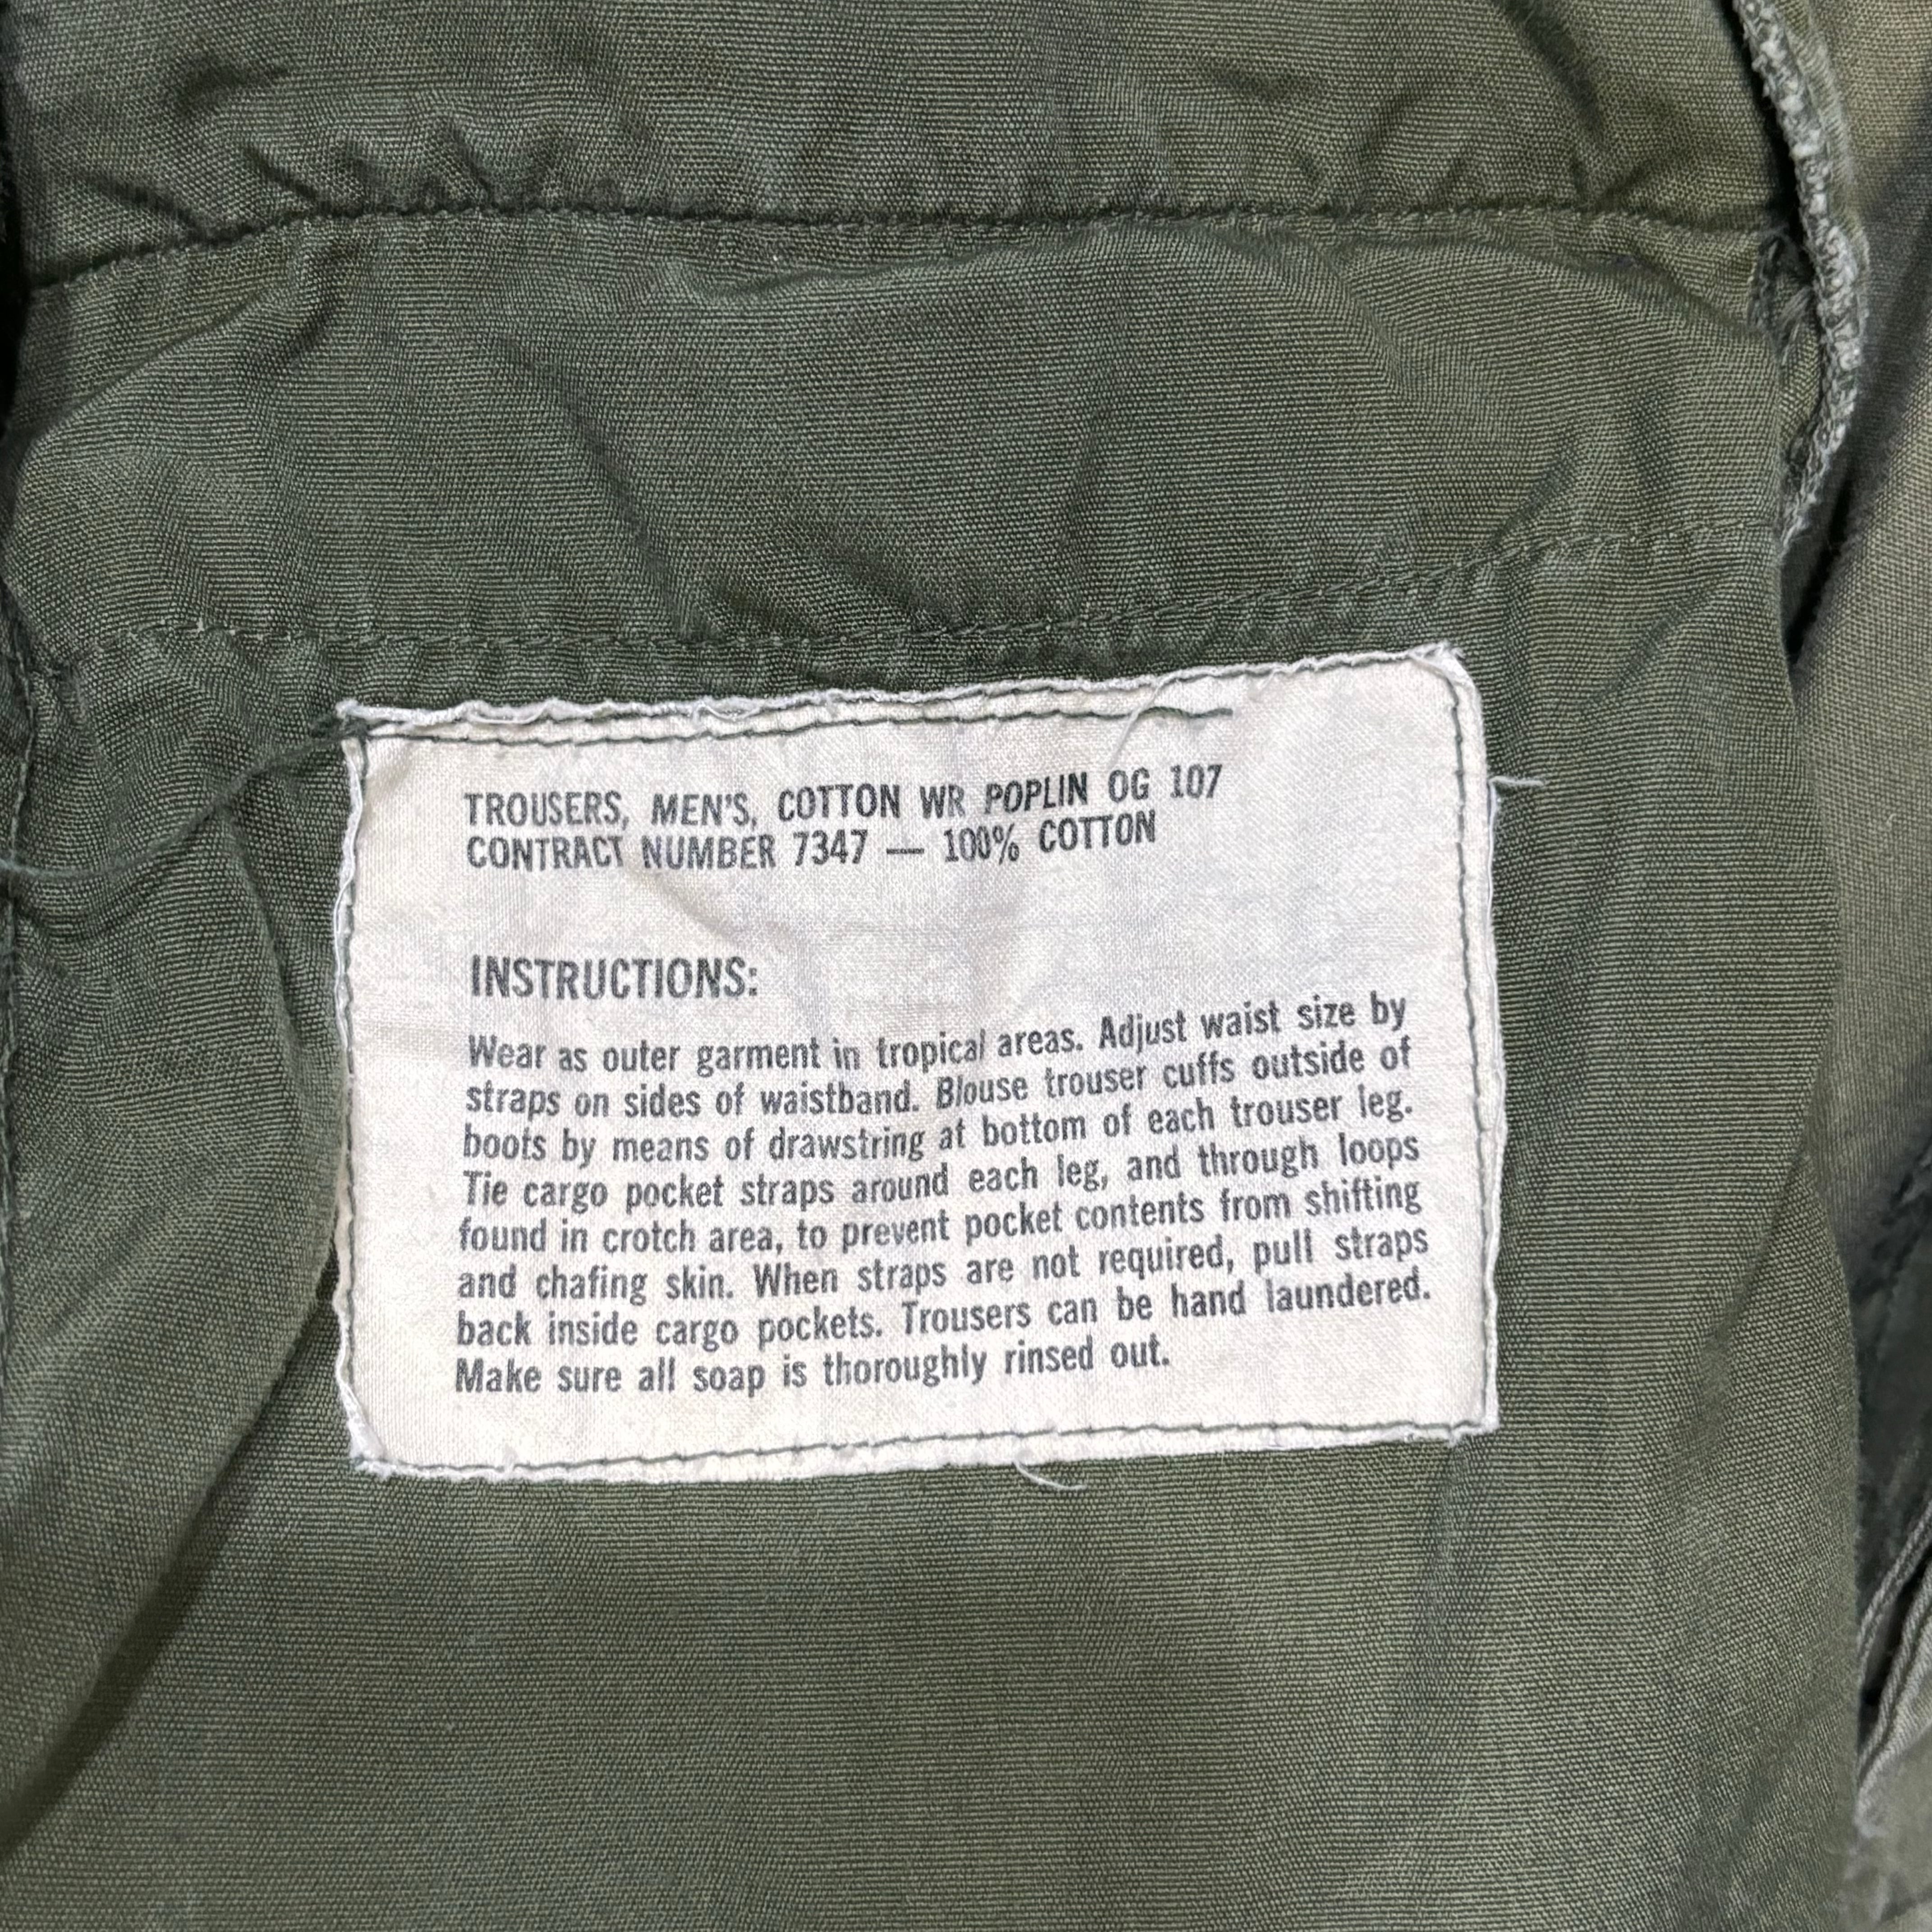 TROUSERS, MEN'S, COTTON WR POPLIN OG 107
CONTRACT NUMBER 7347 — 100% COTTON
INSTRUCTIONS:
Wear as outer garment in tropical areas. Adjust waist size by
straps on sides of waistband. Blouse trouser cuffs outside of
boots by means of drawstring at bottom of each trouser leg.
Tie cargo pocket straps around each leg, and through loops
found in crotch area, to prevent pocket contents from shifting
and chafing skin. When straps are not required, pull straps
back inside cargo pockets. Trousers can be hand laundered.
Make sure all soap is thoroughly rinsed out.